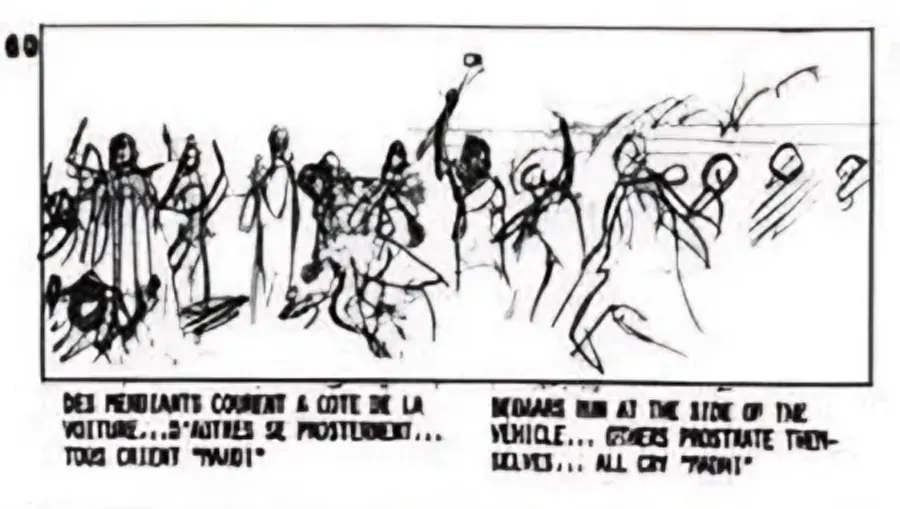 60
DES MENDIANTS COURENT A COTE DE LA
VOITURE...D'AUTRES SE PROSTERNENT...
TOUS CRIENT "MAUDI"
BEGGARS RUN AT THE SIDE OF THE
VEHICLE... OTHERS PROSTRATE THEM-
SELVES... ALL CRY